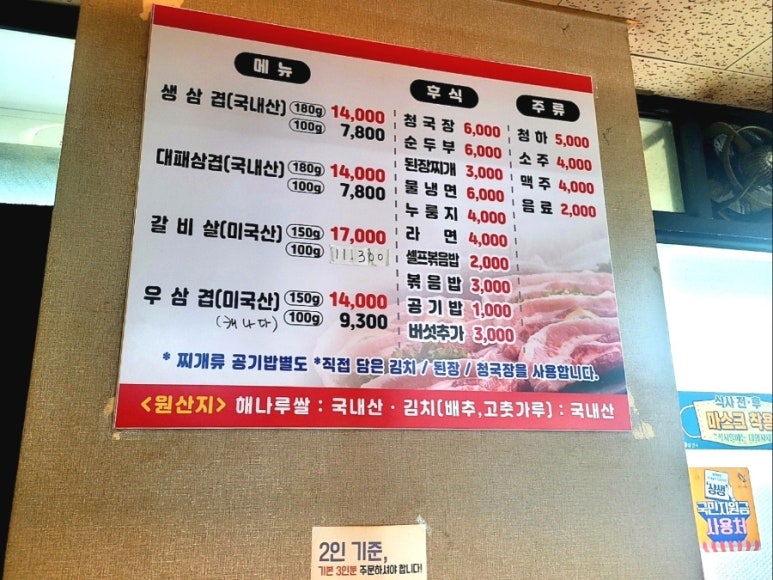 메뉴
생삼겹(국내산) 180g 14,000
100g 7,800
대패삼겹(국내산) 180g 14,000
100g 7,800
갈비살(미국산) 150g 17,000
100g 11,300
우삼겹(미국산) 150g 14,000
(캐나다) 100g 9,300
후식
청국장 6,000
순두부 6,000
된장찌개 3,000
물냉면 6,000
누룽지 4,000
라면 4,000
셀프볶음밥 2,000
볶음밥 3,000
공기밥 1,000
버섯추가 3,000
주류
청하 5,000
소주 4,000
맥주 4,000
음료 2,000
* 찌개류 공기밥별도 *직접 담은 김치 / 된장 / 청국장을 사용합니다.
<원산지> 해나루쌀 : 국내산 · 김치(배추,고춧가루) : 국내산
2인 기준,
기본 3인분 주문하셔야 합니다!
식사 전·후
마스크 착용
상생
국민지원금
사용처